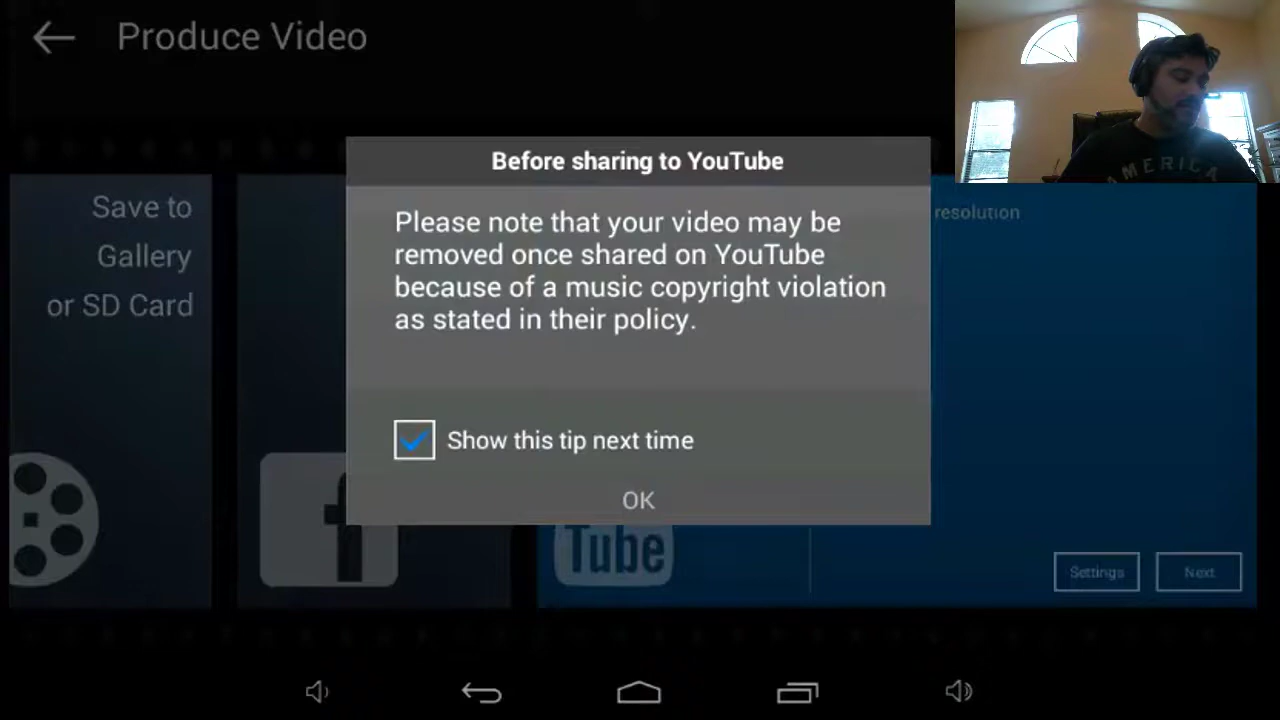 Produce Video
AMERICA
Before sharing to YouTube
Save to
Gallery
or SD Card
resolution
Please note that your video may be
removed once shared on YouTube
because of a music copyright violation
as stated in their policy.
Show this tip next time
OK
f
Tube
Settings
Next